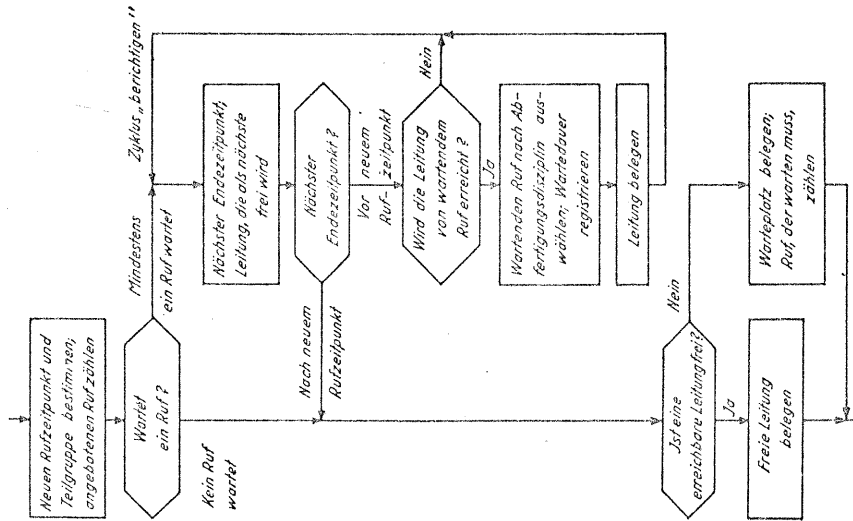 Neuen Rufzeitpunkt und
Teilgruppe bestimmen;
angebotenen Ruf zählen
Wartet
ein Ruf ?
Mindestens
ein Ruf wartet
Zyklus „berichtigen”
Kein Ruf
wartet
Nächster Endezeitpunkt;
Leitung, die als nächste
frei wird
Nächster
Endezeitpunkt ?
Nach neuem
Rufzeitpunkt
Vor neuem
Ruf-
zeitpunkt
Wird die Leitung
von wartendem
Ruf erreicht ?
Nein
Ja
Wartenden Ruf nach Ab-
fertigungsdisziplin aus-
wählen; Wartedauer
registrieren
Leitung belegen
Jst eine
erreichbare Leitung frei?
Nein
Ja
Freie Leitung
belegen
Warteplatz belegen;
Ruf, der warten muss,
zählen